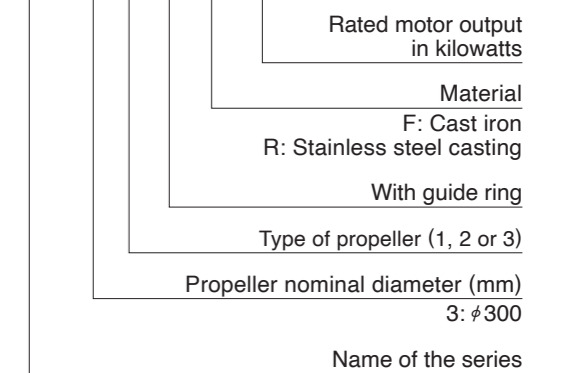 Rated motor output
in kilowatts
Material
F: Cast iron
R: Stainless steel casting
With guide ring
Type of propeller (1, 2 or 3)
Propeller nominal diameter (mm)
3: ϕ300
Name of the series